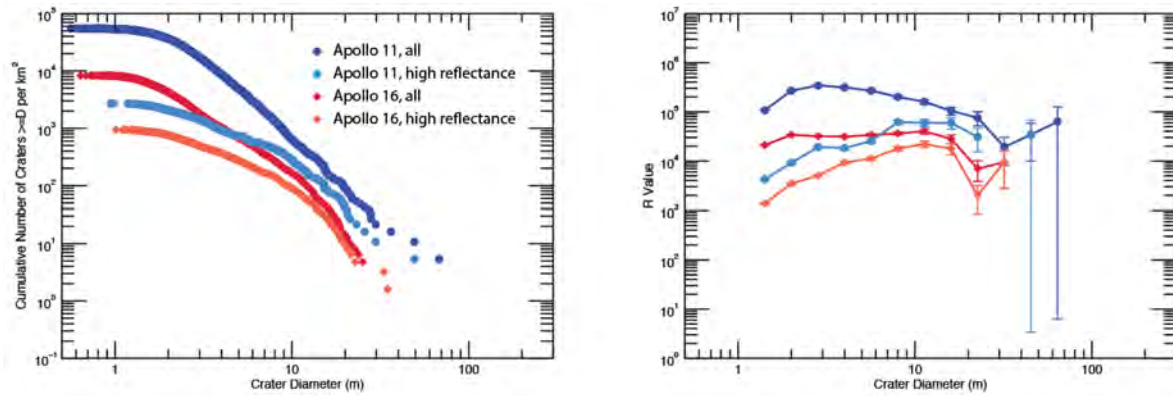 Cumulative Number of Craters >=D per km²
10⁵
10⁴
10³
10²
10¹
10⁰
10⁻¹
1
10
100
Crater Diameter (m)
Apollo 11, all
Apollo 11, high reflectance
Apollo 16, all
Apollo 16, high reflectance
R Value
10⁷
10⁶
10⁵
10⁴
10³
10²
10¹
10⁰
1
10
100
Crater Diameter (m)